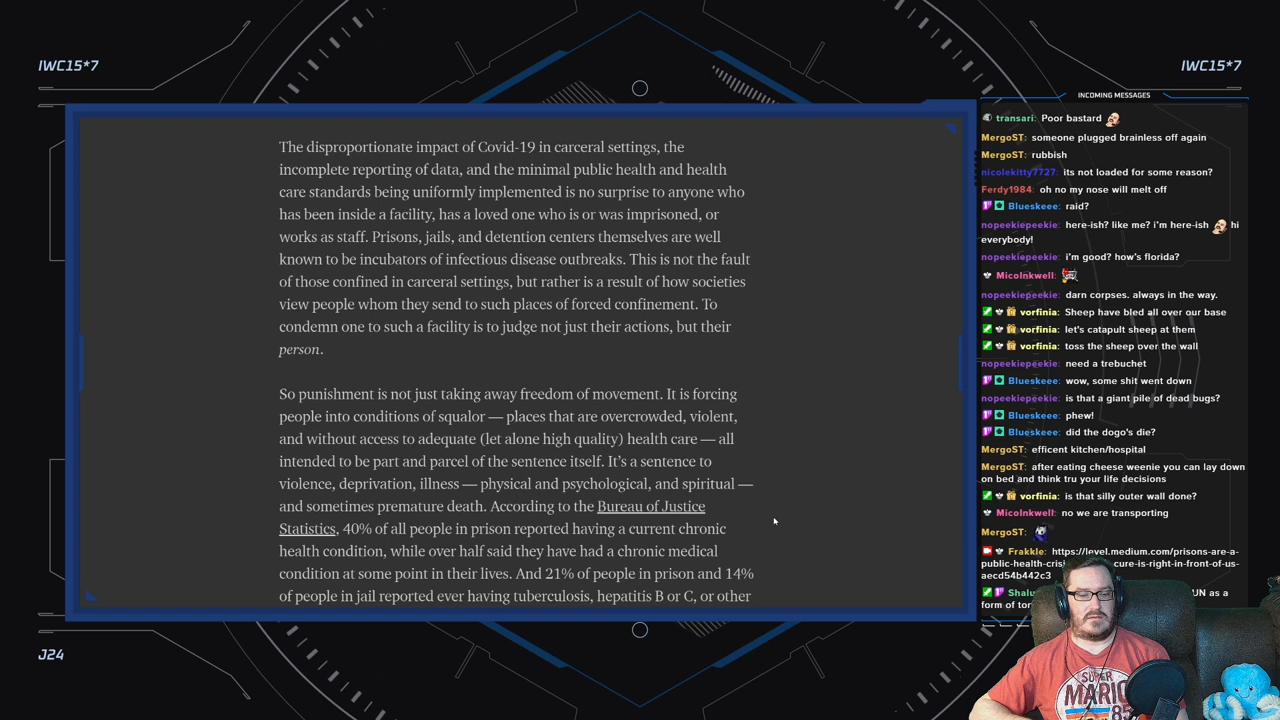 IWC15*7
IWC15*7
The disproportionate impact of Covid-19 in carceral settings, the
incomplete reporting of data, and the minimal public health and health
care standards being uniformly implemented is no surprise to anyone who
has been inside a facility, has a loved one who is or was imprisoned, or
works as staff. Prisons, jails, and detention centers themselves are well
known to be incubators of infectious disease outbreaks. This is not the fault
of those confined in carceral settings, but rather is a result of how societies
view people whom they send to such places of forced confinement. To
condemn one to such a facility is to judge not just their actions, but their
person.
So punishment is not just taking away freedom of movement. It is forcing
people into conditions of squalor — places that are overcrowded, violent,
and without access to adequate (let alone high quality) health care — all
intended to be part and parcel of the sentence itself. It's a sentence to
violence, deprivation, illness — physical and psychological, and spiritual —
and sometimes premature death. According to the Bureau of Justice
Statistics, 40% of all people in prison reported having a current chronic
health condition, while over half said they have had a chronic medical
condition at some point in their lives. And 21% of people in prison and 14%
of people in jail reported ever having tuberculosis, hepatitis B or C, or other
INCOMING MESSAGES
transari: Poor bastard
MergoST: someone plugged brainless off again
MergoST: rubbish
nicolekitty7727: its not loaded for some reason?
Ferdy1984: oh no my nose will melt off
Blueskeee: raid?
nopeekiepeekie: here-ish? like me? i'm here-ish hi
everybody!
nopeekiepeekie: i'm good? how's florida?
MicoInkwell:
nopeekiepeekie: darn corpses. always in the way.
vorfinia: Sheep have bled all over our base
vorfinia: let's catapult sheep at them
vorfinia: toss the sheep over the wall
nopeekiepeekie: need a trebuchet
Blueskeee: wow, some shit went down
nopeekiepeekie: is that a giant pile of dead bugs?
Blueskeee: phew!
Blueskeee: did the dogo's die?
MergoST: efficent kitchen/hospital
MergoST: after eating cheese weenie you can lay down
on bed and think tru your life decisions
vorfinia: is that silly outer wall done?
MicoInkwell: no we are transporting
MergoST:
Frakkle: https://level.medium.com/prisons-are-a-
public-health-cris cure-is-right-in-front-of-us-
aecd54b442c3
Shalu UN as a
form of tor
J24
SUPER
MARIO
85